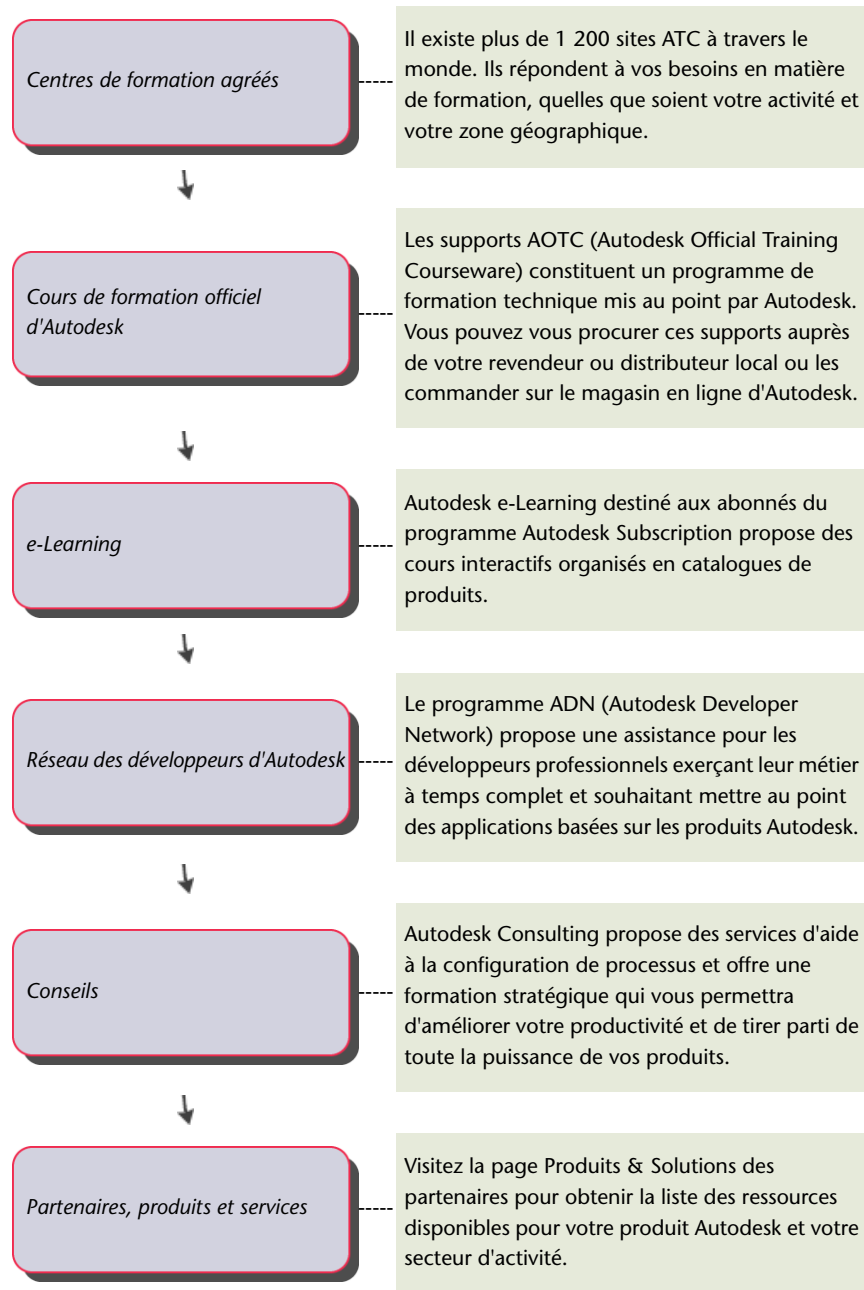 Centres de formation agréés
Il existe plus de 1 200 sites ATC à travers le
monde. Ils répondent à vos besoins en matière
de formation, quelles que soient votre activité et
votre zone géographique.
Cours de formation officiel
d'Autodesk
Les supports AOTC (Autodesk Official Training
Courseware) constituent un programme de
formation technique mis au point par Autodesk.
Vous pouvez vous procurer ces supports auprès
de votre revendeur ou distributeur local ou les
commander sur le magasin en ligne d'Autodesk.
e-Learning
Autodesk e-Learning destiné aux abonnés du
programme Autodesk Subscription propose des
cours interactifs organisés en catalogues de
produits.
Réseau des développeurs d'Autodesk
Le programme ADN (Autodesk Developer
Network) propose une assistance pour les
développeurs professionnels exerçant leur métier
à temps complet et souhaitant mettre au point
des applications basées sur les produits Autodesk.
Conseils
Autodesk Consulting propose des services d'aide
à la configuration de processus et offre une
formation stratégique qui vous permettra
d'améliorer votre productivité et de tirer parti de
toute la puissance de vos produits.
Partenaires, produits et services
Visitez la page Produits & Solutions des
partenaires pour obtenir la liste des ressources
disponibles pour votre produit Autodesk et votre
secteur d'activité.